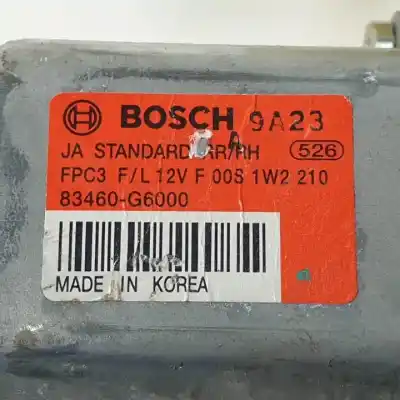 BOSCH 9A23
JA STANDARD RR/RH 526
FPC3 F/L 12V F 00S 1W2 210
83460-G6000
MADE IN KOREA